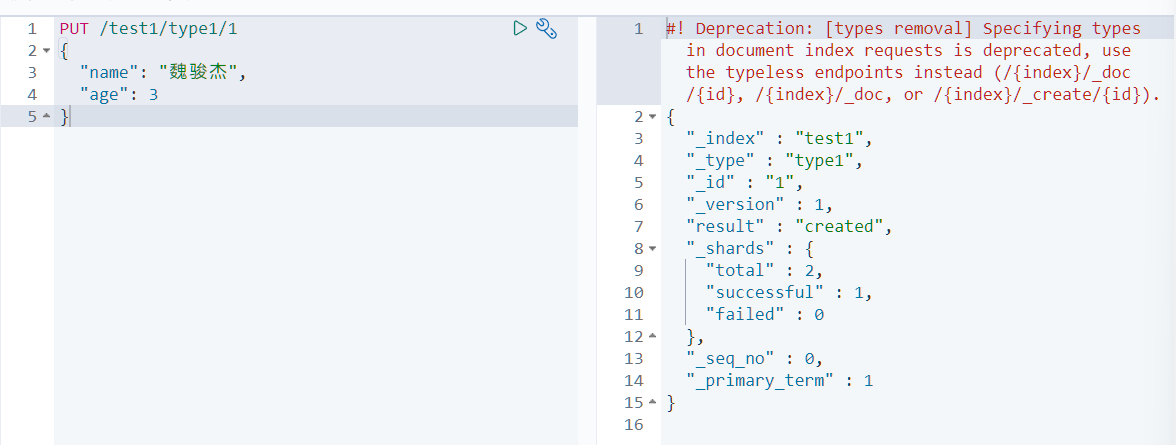 1 PUT /test1/type1/1
2 {
3 "name": "魏骏杰",
4 "age": 3
5 }
1 #! Deprecation: [types removal] Specifying types
in document index requests is deprecated, use
the typeless endpoints instead (/{index}/_doc
/{id}, /{index}/_doc, or /{index}/_create/{id}).
2 {
3 "_index" : "test1",
4 "_type" : "type1",
5 "_id" : "1",
6 "_version" : 1,
7 "result" : "created",
8 "_shards" : {
9 "total" : 2,
10 "successful" : 1,
11 "failed" : 0
12 },
13 "_seq_no" : 0,
14 "_primary_term" : 1
15 }
16